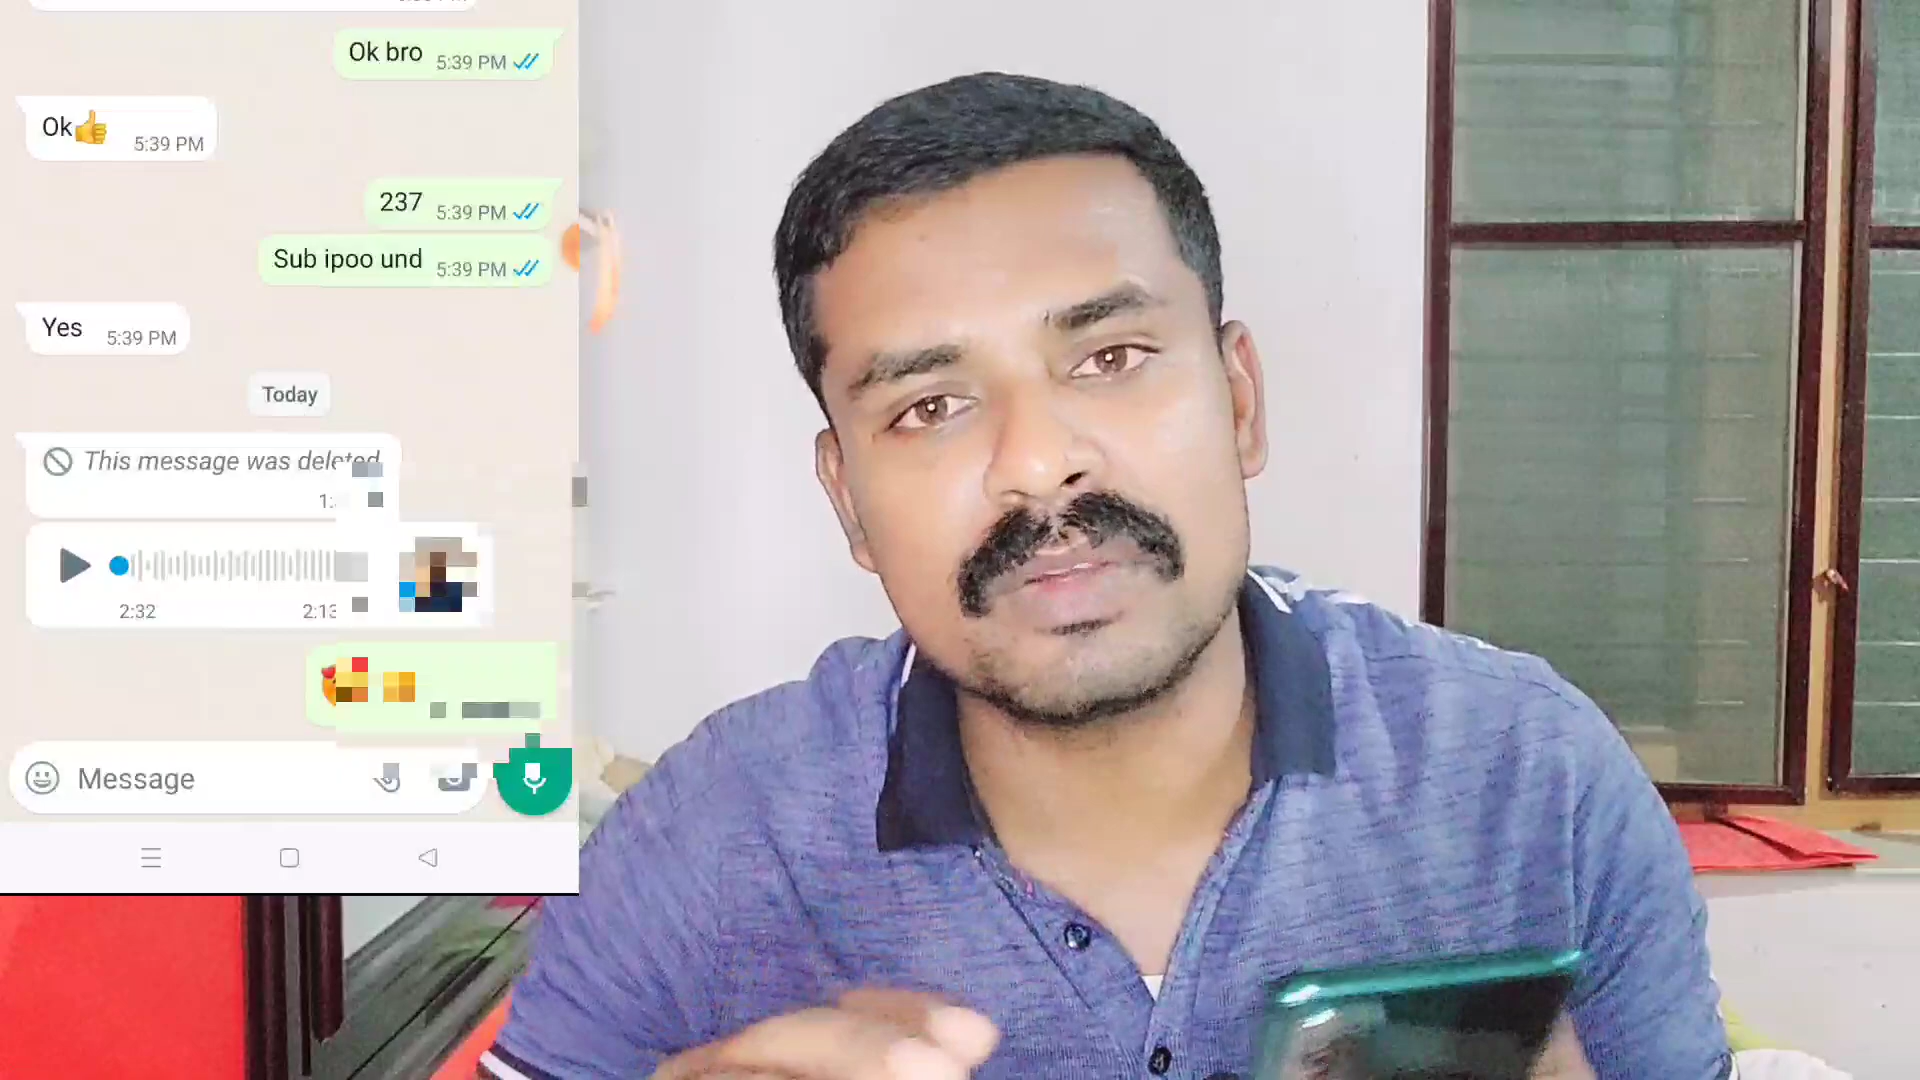 Ok bro 5:39 PM
Ok👍 5:39 PM
237 5:39 PM
Sub ipoo und 5:39 PM
Yes 5:39 PM
Today
This message was deleted
2:32
Message